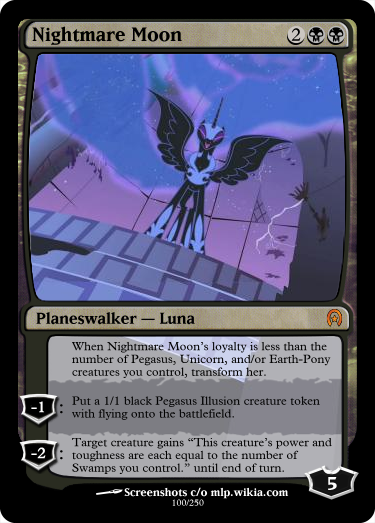 Nightmare Moon 2
Planeswalker — Luna
When Nightmare Moon's loyalty is less than the
number of Pegasus, Unicorn, and/or Earth-Pony
creatures you control, transform her.
-1: Put a 1/1 black Pegasus Illusion creature token
with flying onto the battlefield.
-2: Target creature gains “This creature's power and
toughness are each equal to the number of
Swamps you control.” until end of turn.
5
Screenshots c/o mlp.wikia.com
100/250